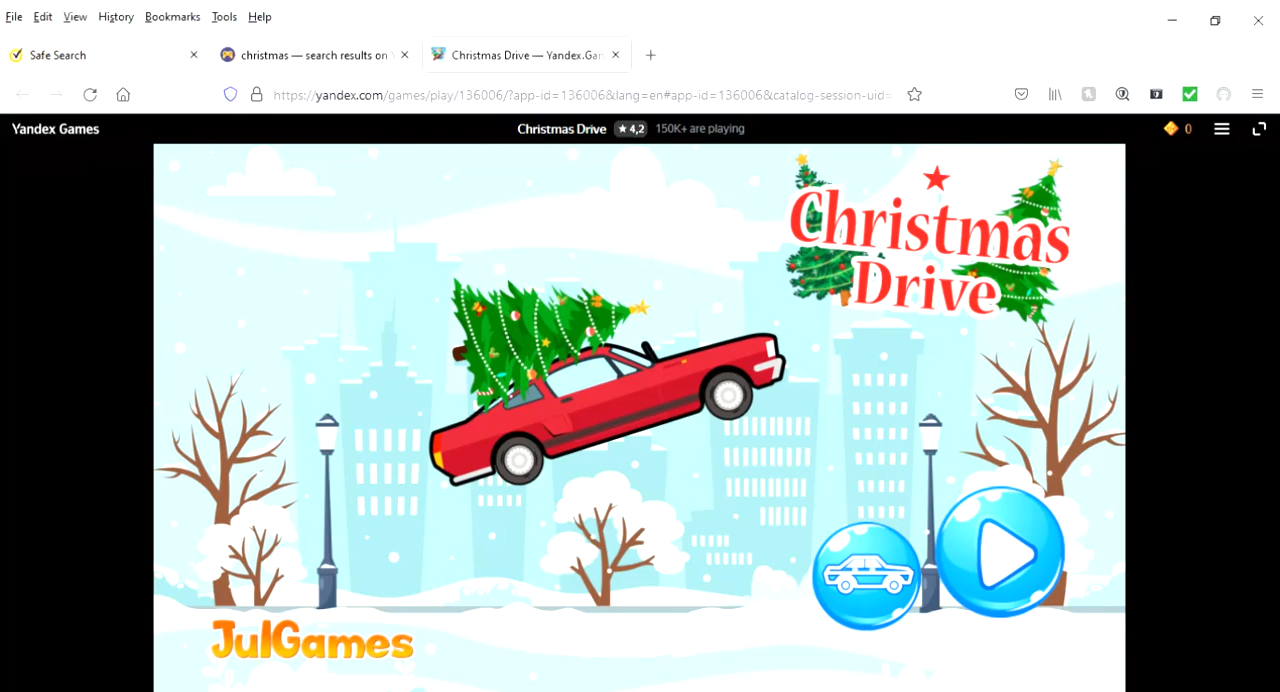 File Edit View History Bookmarks Tools Help
Safe Search
christmas — search results on
Christmas Drive — Yandex.Gam
https://yandex.com/games/play/136006/?app-id=136006&lang=en#app-id=136006&catalog-session-uid=
Yandex Games
Christmas Drive ★ 4,2 150K+ are playing
0
Christmas
Drive
JulGames